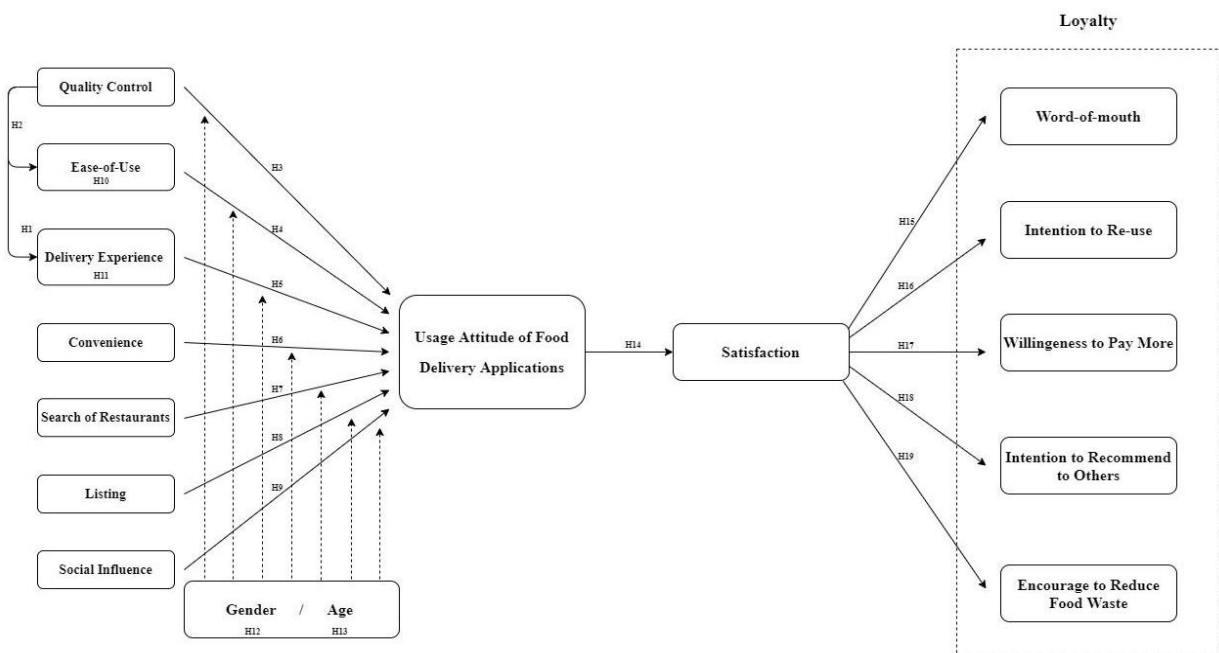 Loyalty
Quality Control
H2
Ease-of-Use
H10
H1
Delivery Experience
H11
Convenience
Search of Restaurants
Listing
Social Influence
H3
H4
H5
H6
H7
H8
H9
Gender / Age
H12 H13
Usage Attitude of Food
Delivery Applications
H14
Satisfaction
H15
H16
H17
H18
H19
Word-of-mouth
Intention to Re-use
Willingeness to Pay More
Intention to Recommend
to Others
Encourage to Reduce
Food Waste